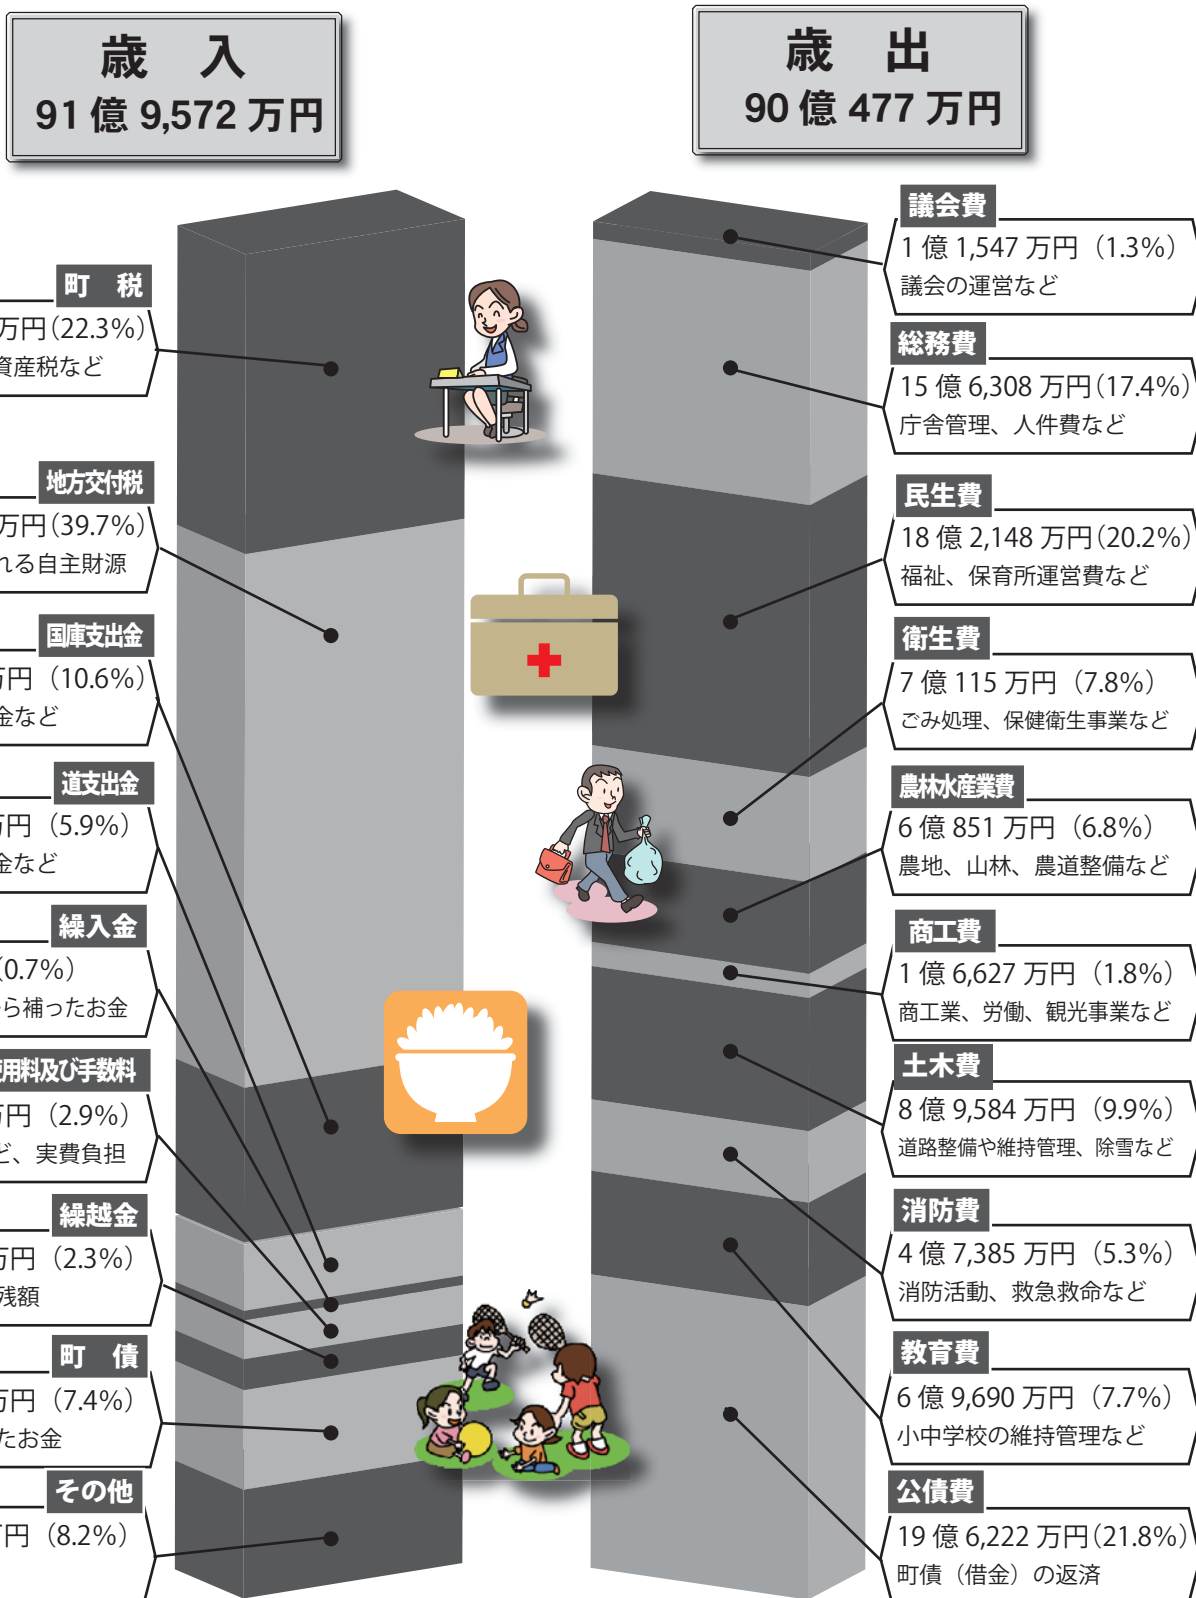 歳 入
91 億 9,572 万円
町 税
万円(22.3%)
資産税など
地方交付税
万円(39.7%)
れる自主財源
国庫支出金
万円（10.6%）
金など
道支出金
万円（5.9%）
金など
繰入金
(0.7%）
ら補ったお金
使用料及び手数料
万円（2.9%）
ど、実費負担
繰越金
万円（2.3%）
残額
町 債
万円（7.4%）
たお金
その他
万円（8.2%）
歳 出
90 億 477 万円
議会費
1 億 1,547 万円（1.3%）
議会の運営など
総務費
15 億 6,308 万円(17.4%)
庁舎管理、人件費など
民生費
18 億 2,148 万円(20.2%)
福祉、保育所運営費など
衛生費
7 億 115 万円（7.8%）
ごみ処理、保健衛生事業など
農林水産業費
6 億 851 万円（6.8%）
農地、山林、農道整備など
商工費
1 億 6,627 万円（1.8%）
商工業、労働、観光事業など
土木費
8 億 9,584 万円（9.9%）
道路整備や維持管理、除雪など
消防費
4 億 7,385 万円（5.3%）
消防活動、救急救命など
教育費
6 億 9,690 万円（7.7%）
小中学校の維持管理など
公債費
19 億 6,222 万円(21.8%)
町債（借金）の返済